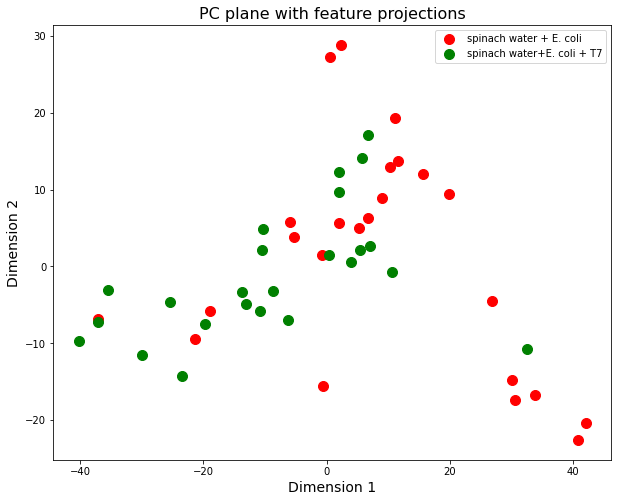 PC plane with feature projections
spinach water + E. coli
spinach water+E. coli + T7
Dimension 2
30
20
10
0
−10
−20
−40
−20
0
20
40
Dimension 1